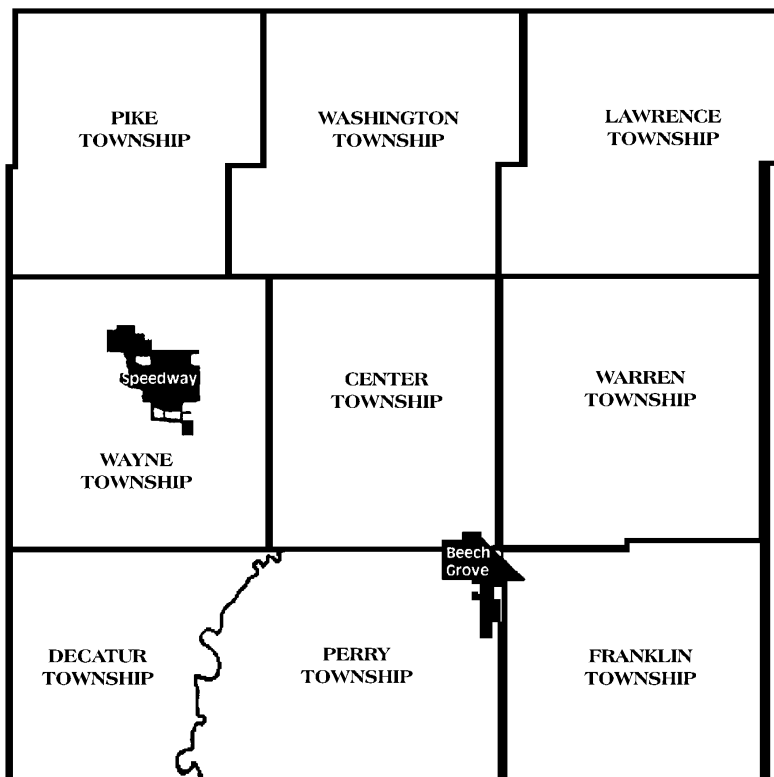 PIKE
TOWNSHIP
WASHINGTON
TOWNSHIP
LAWRENCE
TOWNSHIP
Speedway
WAYNE
TOWNSHIP
CENTER
TOWNSHIP
WARREN
TOWNSHIP
Beech
Grove
DECATUR
TOWNSHIP
PERRY
TOWNSHIP
FRANKLIN
TOWNSHIP